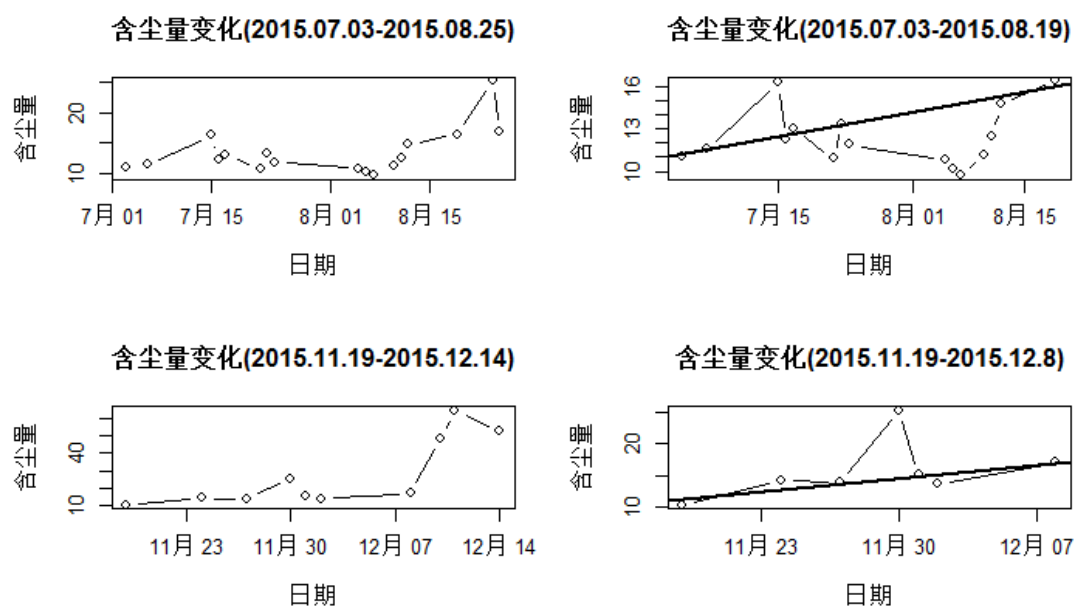 含尘量变化(2015.07.03-2015.08.25)
含尘量
20
10
7月 01
7月 15
8月 01
8月 15
日期
含尘量变化(2015.07.03-2015.08.19)
含尘量
16
13
10
7月 15
8月 01
8月 15
日期
含尘量变化(2015.11.19-2015.12.14)
含尘量
40
10
11月 23
11月 30
12月 07
12月 14
日期
含尘量变化(2015.11.19-2015.12.8)
含尘量
20
10
11月 23
11月 30
12月 07
日期